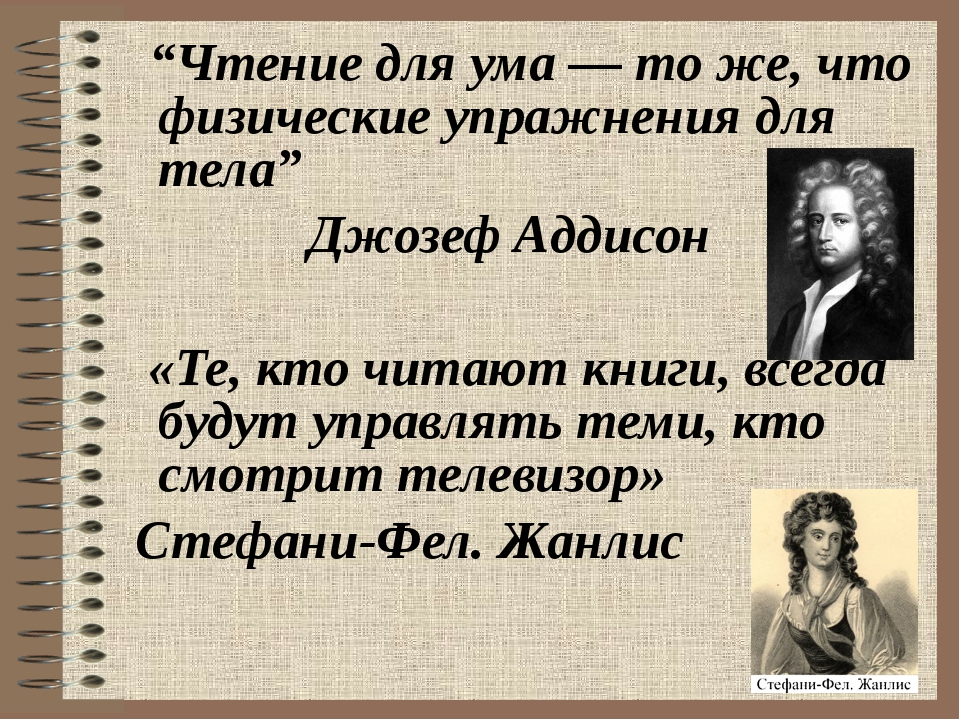 “Чтение для ума — то же, что
физические упражнения для
тела”
Джозеф Аддисон
«Те, кто читают книги, всегда
будут управлять теми, кто
смотрит телевизор»
Стефани-Фел. Жанлис
Стефани-Фел. Жанлис